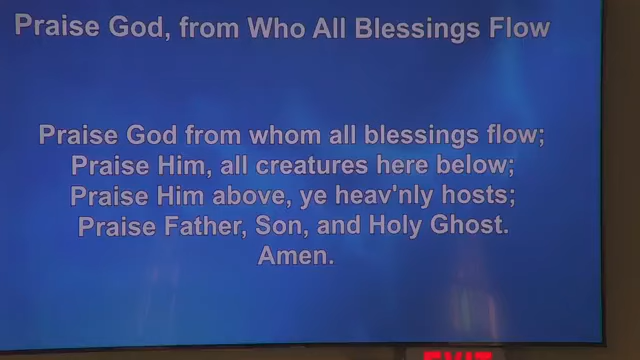 Praise God, from Who All Blessings Flow
Praise God from whom all blessings flow;
Praise Him, all creatures here below;
Praise Him above, ye heav'nly hosts;
Praise Father, Son, and Holy Ghost.
Amen.
EXIT